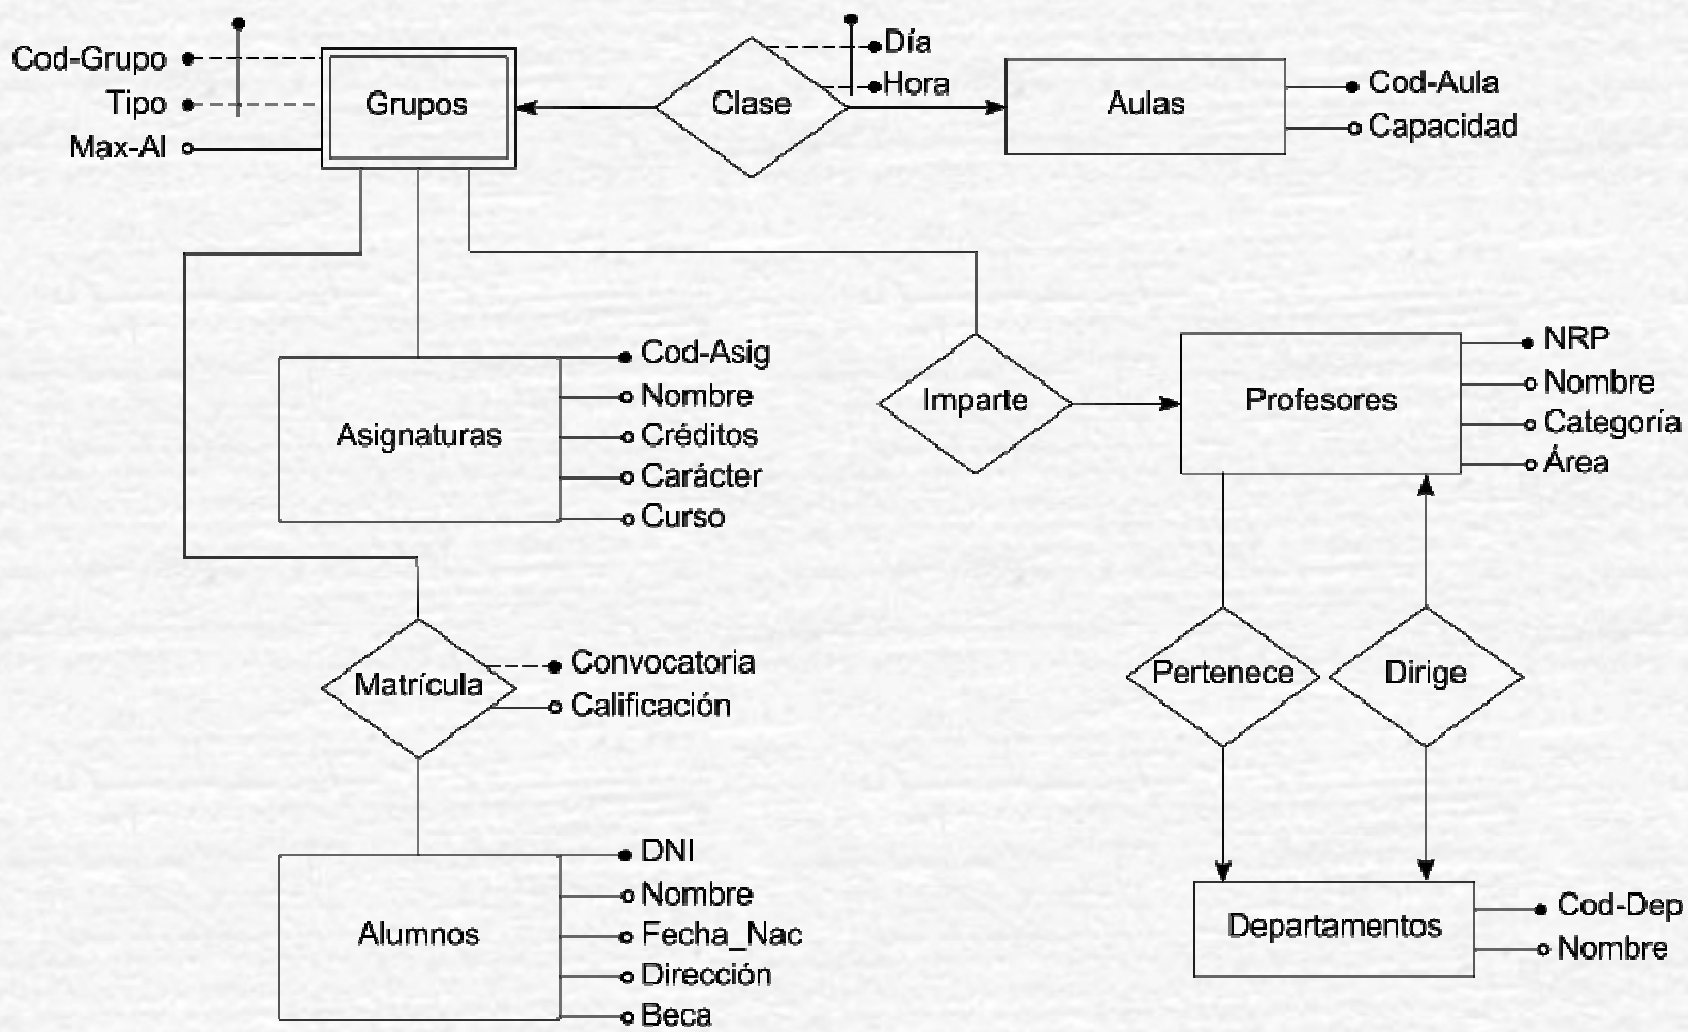 Cod-Grupo
Tipo
Max-Al
Grupos
Clase
Día
Hora
Aulas
Cod-Aula
Capacidad
Asignaturas
Cod-Asig
Nombre
Créditos
Carácter
Curso
Imparte
Profesores
NRP
Nombre
Categoría
Área
Matrícula
Convocatoria
Calificación
Pertenece
Dirige
Alumnos
DNI
Nombre
Fecha_Nac
Dirección
Beca
Departamentos
Cod-Dep
Nombre